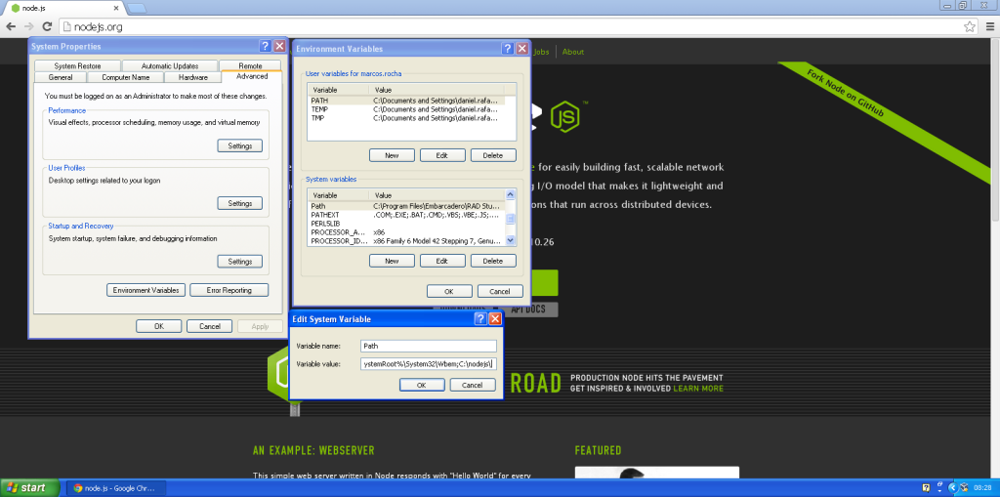 node.js
nodejs.org
Jobs
About
Fork Node on GitHub
JS
TM
e for easily building fast, scalable network
g I/O model that makes it lightweight and
ons that run across distributed devices.
10.26
API DOCS
System Properties
System Restore
Automatic Updates
Remote
General
Computer Name
Hardware
Advanced
You must be logged on as an Administrator to make most of these changes.
Performance
Visual effects, processor scheduling, memory usage, and virtual memory
Settings
User Profiles
Desktop settings related to your logon
Settings
Startup and Recovery
System startup, system failure, and debugging information
Settings
Environment Variables
Error Reporting
OK
Cancel
Apply
Environment Variables
User variables for marcos.rocha
Variable Value
PATH C:\Documents and Settings\daniel.rafa...
TEMP C:\Documents and Settings\daniel.rafa...
TMP C:\Documents and Settings\daniel.rafa...
New
Edit
Delete
System variables
Variable Value
Path C:\Program Files\Embarcadero\RAD Stu...
PATHEXT .COM;.EXE;.BAT;.CMD;.VBS;.VBE;.JS;....
PERL5LIB
PROCESSOR_A... x86
PROCESSOR_ID... x86 Family 6 Model 42 Stepping 7, Genu...
New
Edit
Delete
OK
Cancel
Edit System Variable
Variable name: Path
Variable value: ystemRoot%\System32\Wbem;C:\nodejs\
OK
Cancel
ROAD
PRODUCTION NODE HITS THE PAVEMENT
GET INSPIRED & INVOLVED LEARN MORE
AN EXAMPLE: WEBSERVER
This simple web server written in Node responds with "Hello World" for every
FEATURED
start
node.js - Google Chr...
08:28